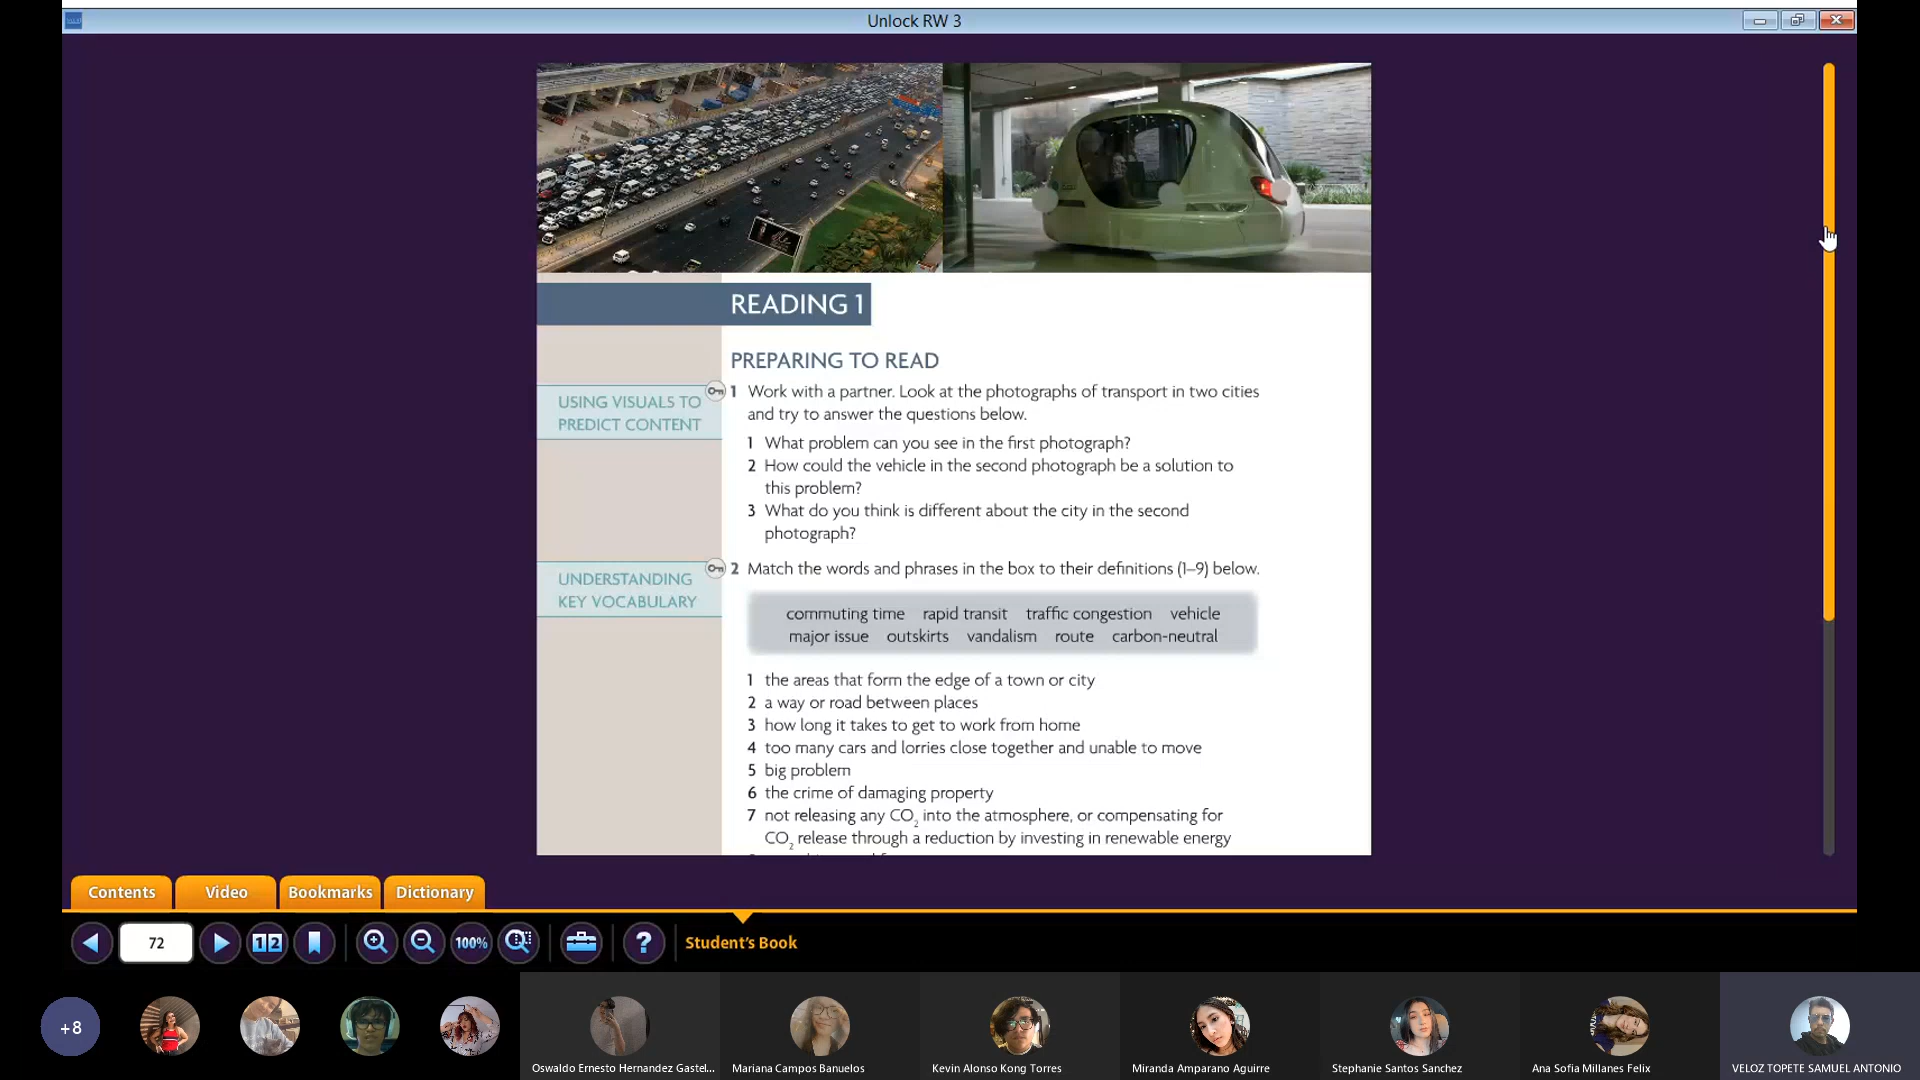 Unlock RW 3
READING 1
PREPARING TO READ
USING VISUALS TO
PREDICT CONTENT
1 Work with a partner. Look at the photographs of transport in two cities
and try to answer the questions below.
1 What problem can you see in the first photograph?
2 How could the vehicle in the second photograph be a solution to
this problem?
3 What do you think is different about the city in the second
photograph?
UNDERSTANDING
KEY VOCABULARY
2 Match the words and phrases in the box to their definitions (1–9) below.
commuting time rapid transit traffic congestion vehicle
major issue outskirts vandalism route carbon-neutral
1 the areas that form the edge of a town or city
2 a way or road between places
3 how long it takes to get to work from home
4 too many cars and lorries close together and unable to move
5 big problem
6 the crime of damaging property
7 not releasing any CO₂ into the atmosphere, or compensating for
CO₂ release through a reduction by investing in renewable energy
Contents Video Bookmarks Dictionary
72 1 2 100% ? Student's Book
+8
Oswaldo Ernesto Hernandez Gastel... Mariana Campos Banuelos Kevin Alonso Kong Torres Miranda Amparano Aguirre Stephanie Santos Sanchez Ana Sofia Millanes Felix VELOZ TOPETE SAMUEL ANTONIO